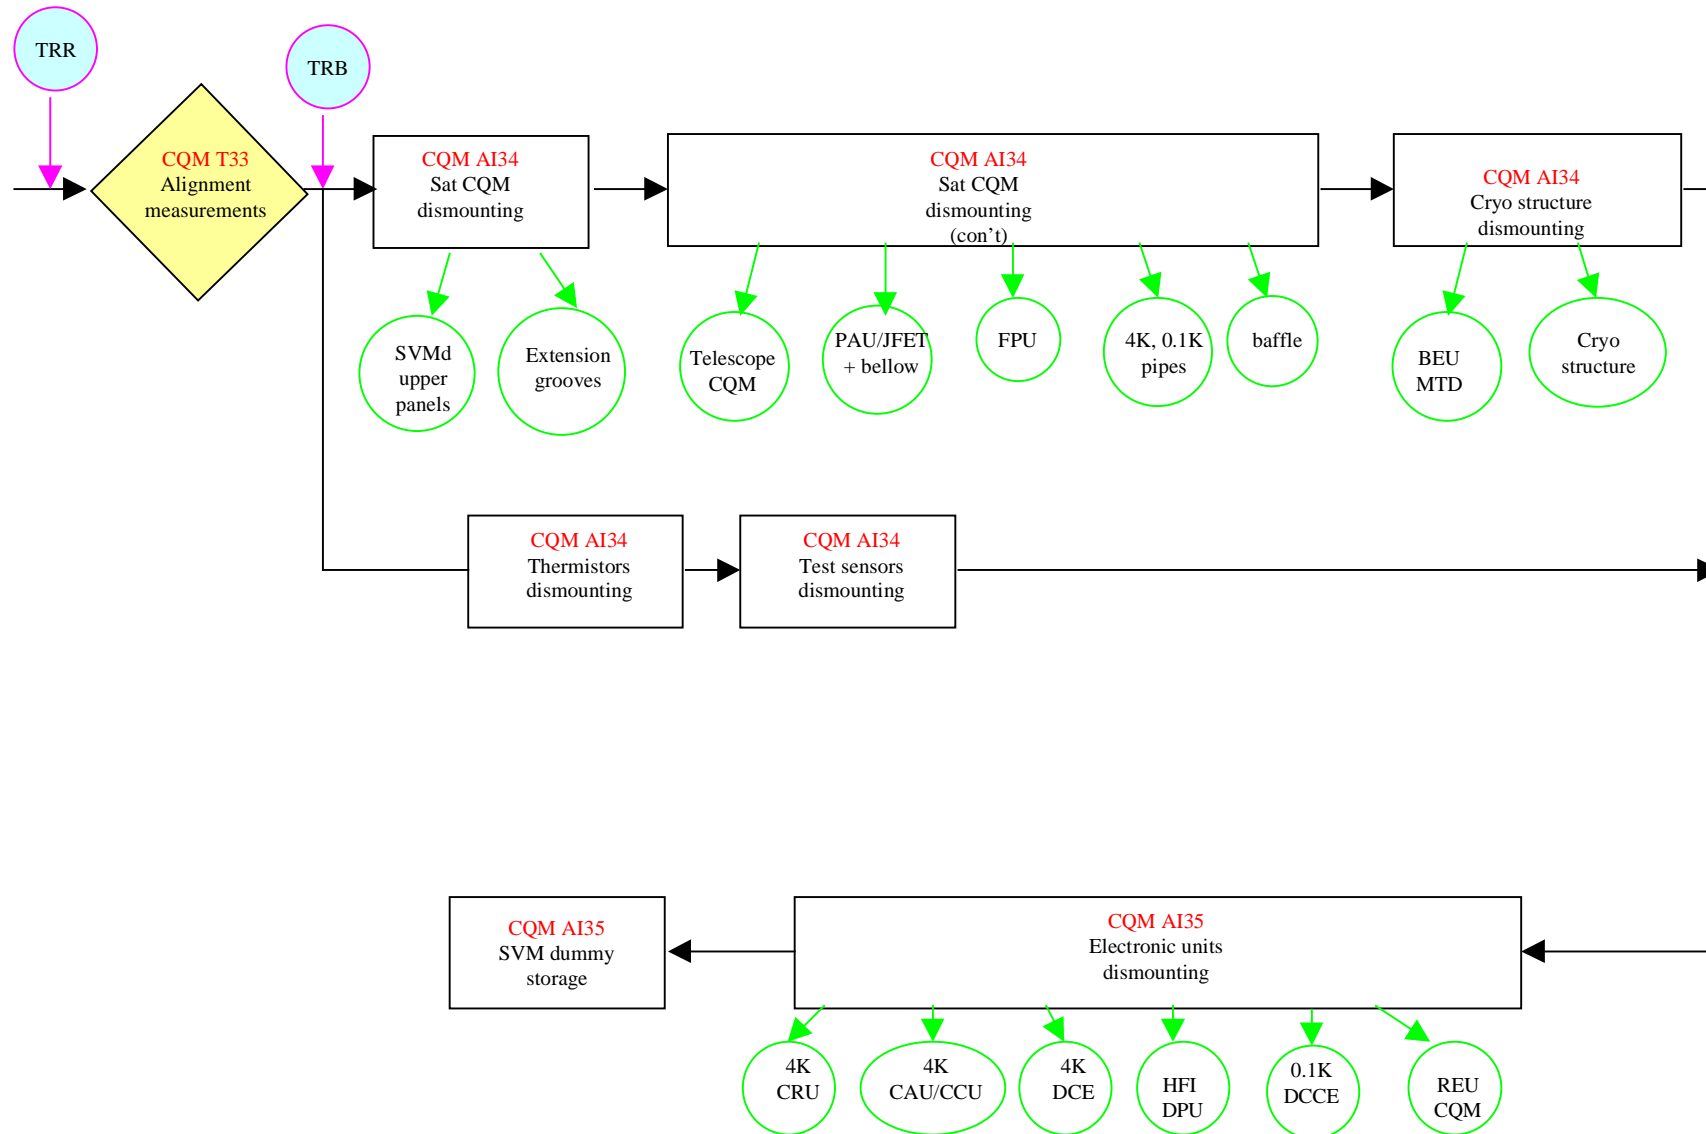 TRR
TRB
CQM T33
Alignment
measurements
CQM AI34
Sat CQM
dismounting
CQM AI34
Sat CQM
dismounting
(con't)
CQM AI34
Cryo structure
dismounting
SVMd
upper
panels
Extension
grooves
Telescope
CQM
PAU/JFET
+ bellow
FPU
4K, 0.1K
pipes
baffle
BEU
MTD
Cryo
structure
CQM AI34
Thermistors
dismounting
CQM AI34
Test sensors
dismounting
CQM AI35
SVM dummy
storage
CQM AI35
Electronic units
dismounting
4K
CRU
4K
CAU/CCU
4K
DCE
HFI
DPU
0.1K
DCCE
REU
CQM